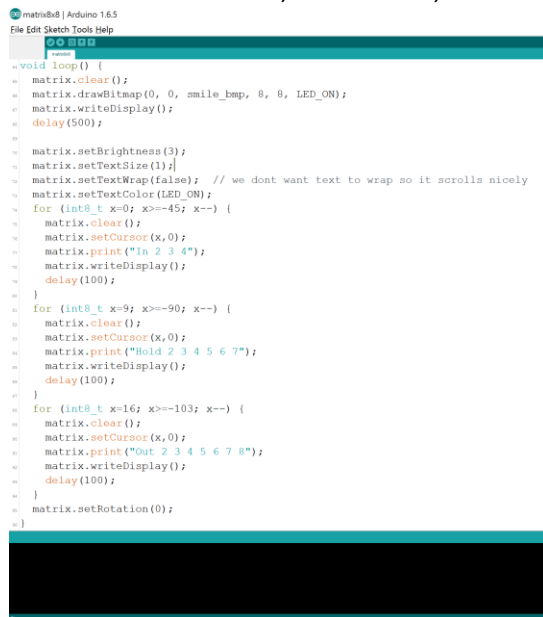 matrix8x8 | Arduino 1.6.5
File Edit Sketch Tools Help
matrix8x8
void loop() {
matrix.clear();
matrix.drawBitmap(0, 0, smile_bmp, 8, 8, LED_ON);
matrix.writeDisplay();
delay(500);
matrix.setBrightness(3);
matrix.setTextSize(1);
matrix.setTextWrap(false);  // we dont want text to wrap so it scrolls nicely
matrix.setTextColor(LED_ON);
for (int8_t x=0; x>=-45; x--) {
matrix.clear();
matrix.setCursor(x,0);
matrix.print("In 2 3 4");
matrix.writeDisplay();
delay(100);
}
for (int8_t x=9; x>=-90; x--) {
matrix.clear();
matrix.setCursor(x,0);
matrix.print("Hold 2 3 4 5 6 7");
matrix.writeDisplay();
delay(100);
}
for (int8_t x=16; x>=-103; x--) {
matrix.clear();
matrix.setCursor(x,0);
matrix.print("Out 2 3 4 5 6 7 8");
matrix.writeDisplay();
delay(100);
}
matrix.setRotation(0);
}